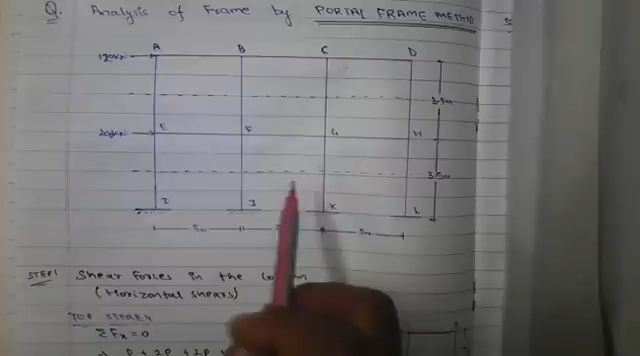 Q. Analysis of Frame by PORTAL FRAME METHOD
A B C D
120kN
3.5m
E F G H
3.5m
I J K L
5m 5m
STEP1 Shear Forces in the
(Horizontal shears)
TOP STOREY
ΣFx = 0